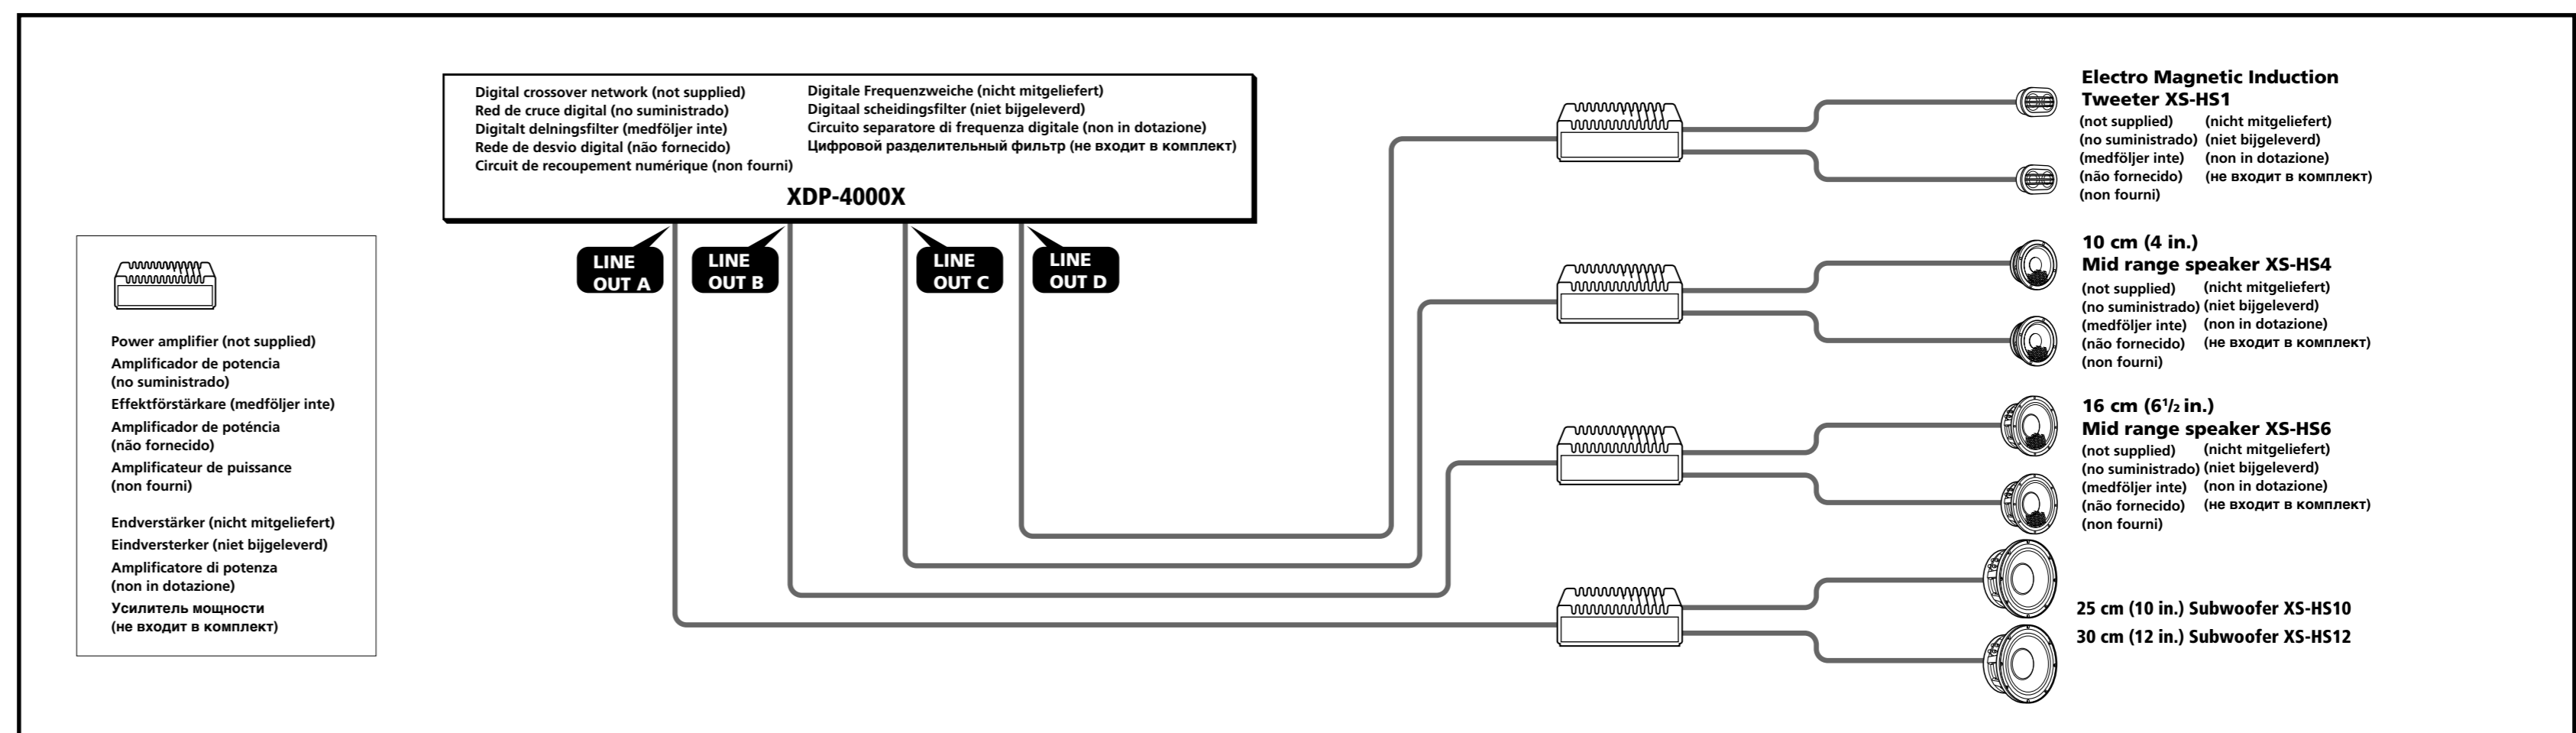 Digital crossover network (not supplied)
Red de cruce digital (no suministrado)
Digitalt delningsfilter (medföljer inte)
Rede de desvio digital (não fornecido)
Circuit de recoupement numérique (non fourni)
Digitale Frequenzweiche (nicht mitgeliefert)
Digitaal scheidingsfilter (niet bijgeleverd)
Circuito separatore di frequenza digitale (non in dotazione)
Цифровой разделительный фильтр (не входит в комплект)
XDP-4000X
LINE
OUT A
LINE
OUT B
LINE
OUT C
LINE
OUT D
Power amplifier (not supplied)
Amplificador de potencia
(no suministrado)
Effektförstärkare (medföljer inte)
Amplificador de poténcia
(não fornecido)
Amplificateur de puissance
(non fourni)
Endverstärker (nicht mitgeliefert)
Eindversterker (niet bijgeleverd)
Amplificatore di potenza
(non in dotazione)
Усилитель мощности
(не входит в комплект)
Electro Magnetic Induction
Tweeter XS-HS1
(not supplied)
(no suministrado)
(medföljer inte)
(não fornecido)
(non fourni)
(nicht mitgeliefert)
(niet bijgeleverd)
(non in dotazione)
(не входит в комплект)
10 cm (4 in.)
Mid range speaker XS-HS4
(not supplied)
(no suministrado)
(medföljer inte)
(não fornecido)
(non fourni)
(nicht mitgeliefert)
(niet bijgeleverd)
(non in dotazione)
(не входит в комплект)
16 cm (6 1/2 in.)
Mid range speaker XS-HS6
(not supplied)
(no suministrado)
(medföljer inte)
(não fornecido)
(non fourni)
(nicht mitgeliefert)
(niet bijgeleverd)
(non in dotazione)
(не входит в комплект)
25 cm (10 in.) Subwoofer XS-HS10
30 cm (12 in.) Subwoofer XS-HS12